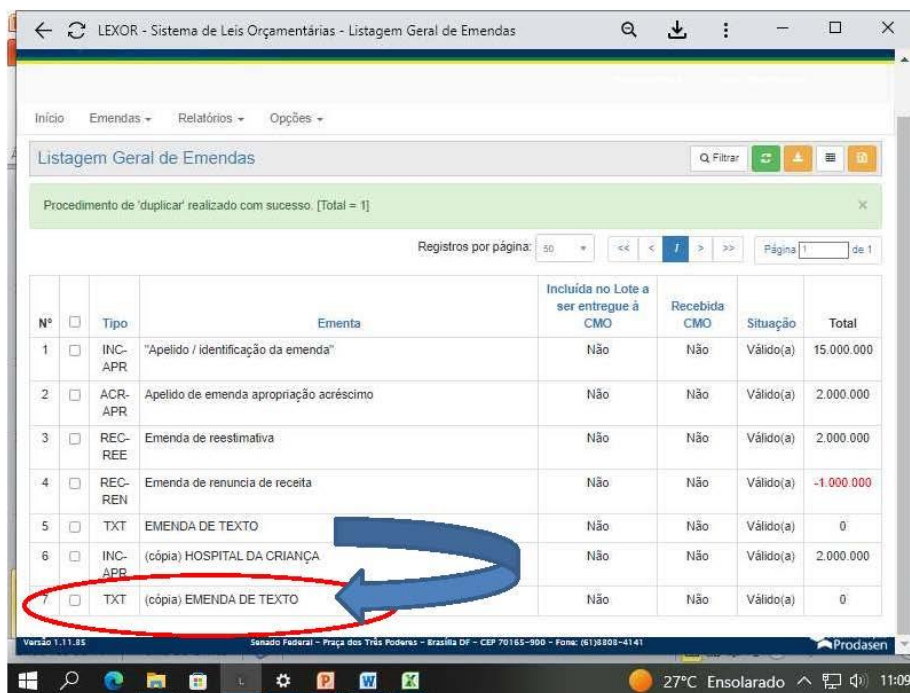 LEXOR - Sistema de Leis Orçamentárias - Listagem Geral de Emendas
Início Emendas Relatórios Opções
Listagem Geral de Emendas Filtrar
Procedimento de 'duplicar' realizado com sucesso. [Total = 1] ×
Registros por página: 50 << < 1 > >> Página 1 de 1
Nº Tipo Ementa Incluída no Lote a ser entregue à CMO Recebida CMO Situação Total
1 INC-APR "Apelido / identificação da emenda" Não Não Válido(a) 15.000.000
2 ACR-APR Apelido de emenda apropriação acréscimo Não Não Válido(a) 2.000.000
3 REC-REE Emenda de reestimativa Não Não Válido(a) 2.000.000
4 REC-REN Emenda de renuncia de receita Não Não Válido(a) -1.000.000
5 TXT EMENDA DE TEXTO Não Não Válido(a) 0
6 INC-APR (cópia) HOSPITAL DA CRIANÇA Não Não Válido(a) 2.000.000
7 TXT (cópia) EMENDA DE TEXTO Não Não Válido(a) 0
Versão 1.11.85 Senado Federal - Praça dos Três Poderes - Brasília DF - CEP 70165-900 - Fone: (61)3303-4141 Prodasen
27°C Ensolarado 11:09